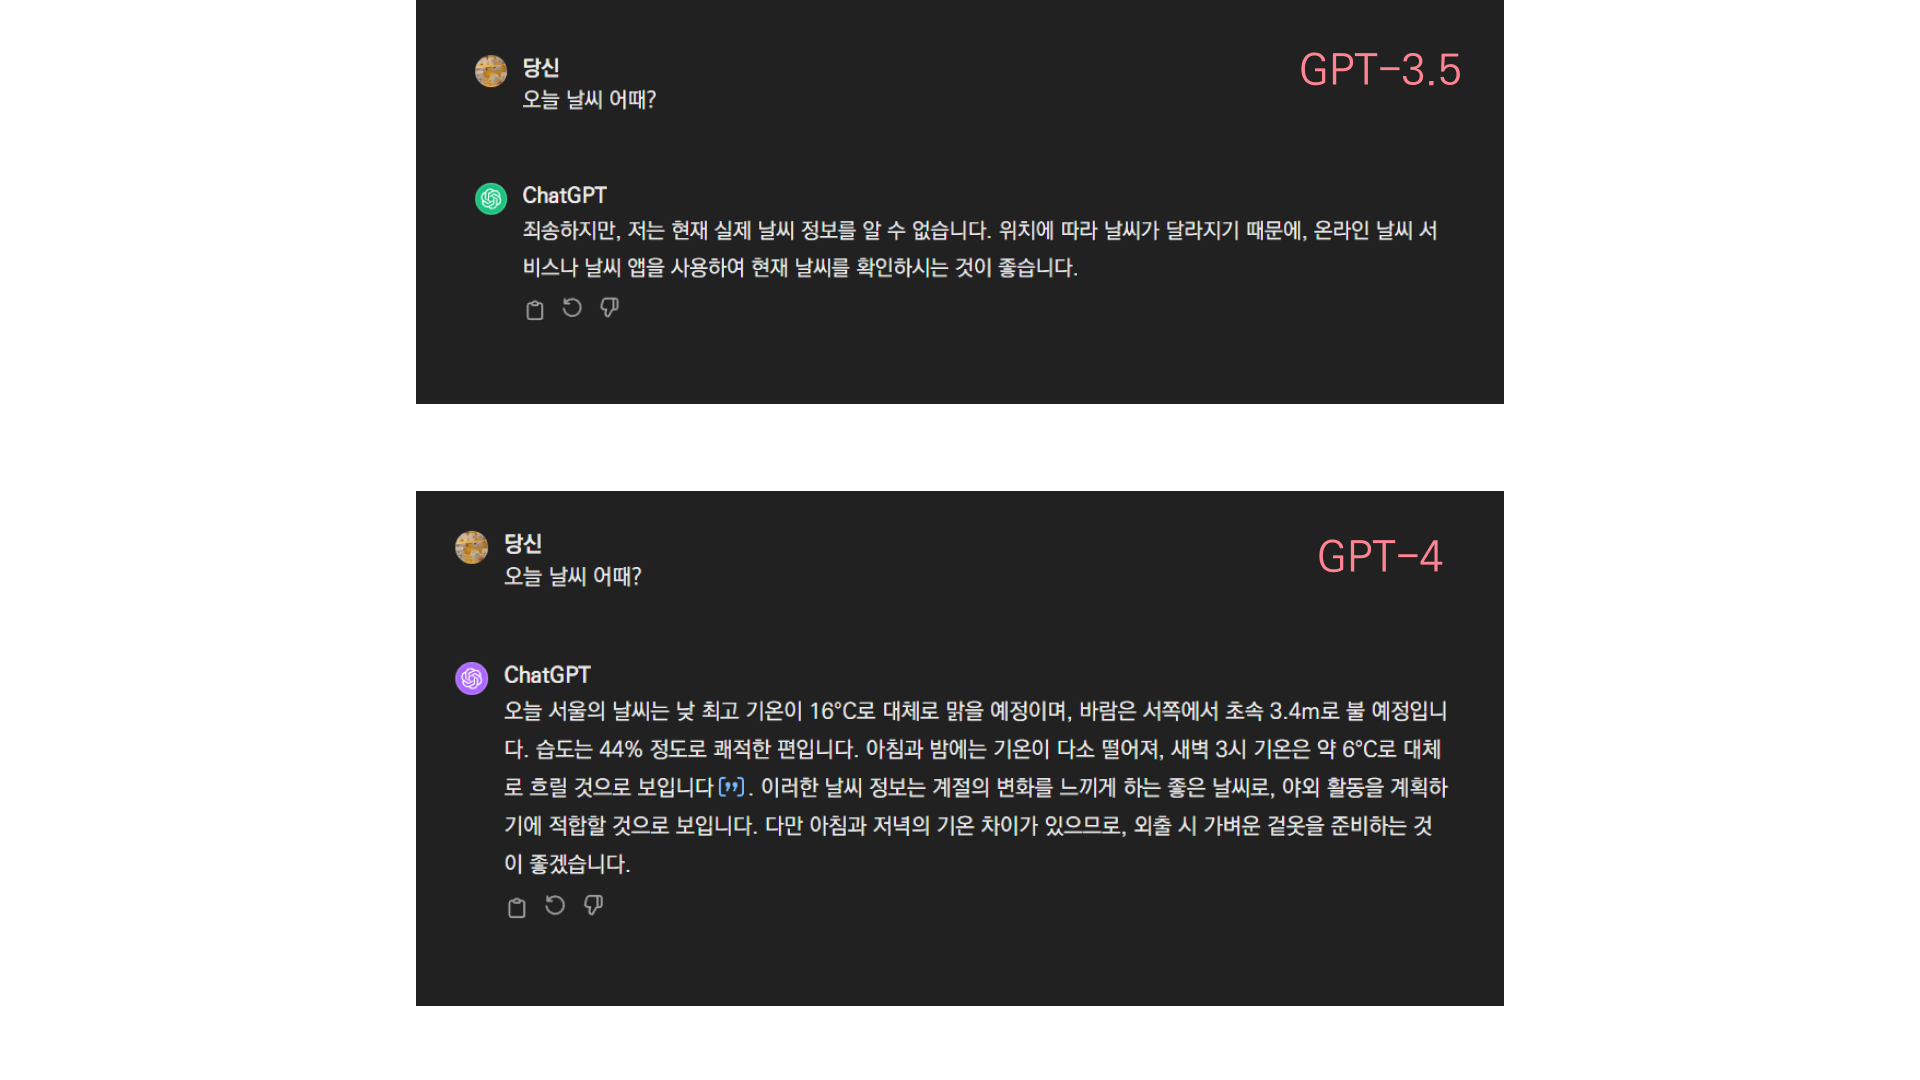 당신
GPT-3.5
오늘 날씨 어때?
ChatGPT
죄송하지만, 저는 현재 실제 날씨 정보를 알 수 없습니다. 위치에 따라 날씨가 달라지기 때문에, 온라인 날씨 서
비스나 날씨 앱을 사용하여 현재 날씨를 확인하시는 것이 좋습니다.
당신
GPT-4
오늘 날씨 어때?
ChatGPT
오늘 서울의 날씨는 낮 최고 기온이 16°C로 대체로 맑을 예정이며, 바람은 서쪽에서 초속 3.4m로 불 예정입니
다. 습도는 44% 정도로 쾌적한 편입니다. 아침과 밤에는 기온이 다소 떨어져, 새벽 3시 기온은 약 6°C로 대체
로 흐릴 것으로 보입니다["]. 이러한 날씨 정보는 계절의 변화를 느끼게 하는 좋은 날씨로, 야외 활동을 계획하
기에 적합할 것으로 보입니다. 다만 아침과 저녁의 기온 차이가 있으므로, 외출 시 가벼운 겉옷을 준비하는 것
이 좋겠습니다.